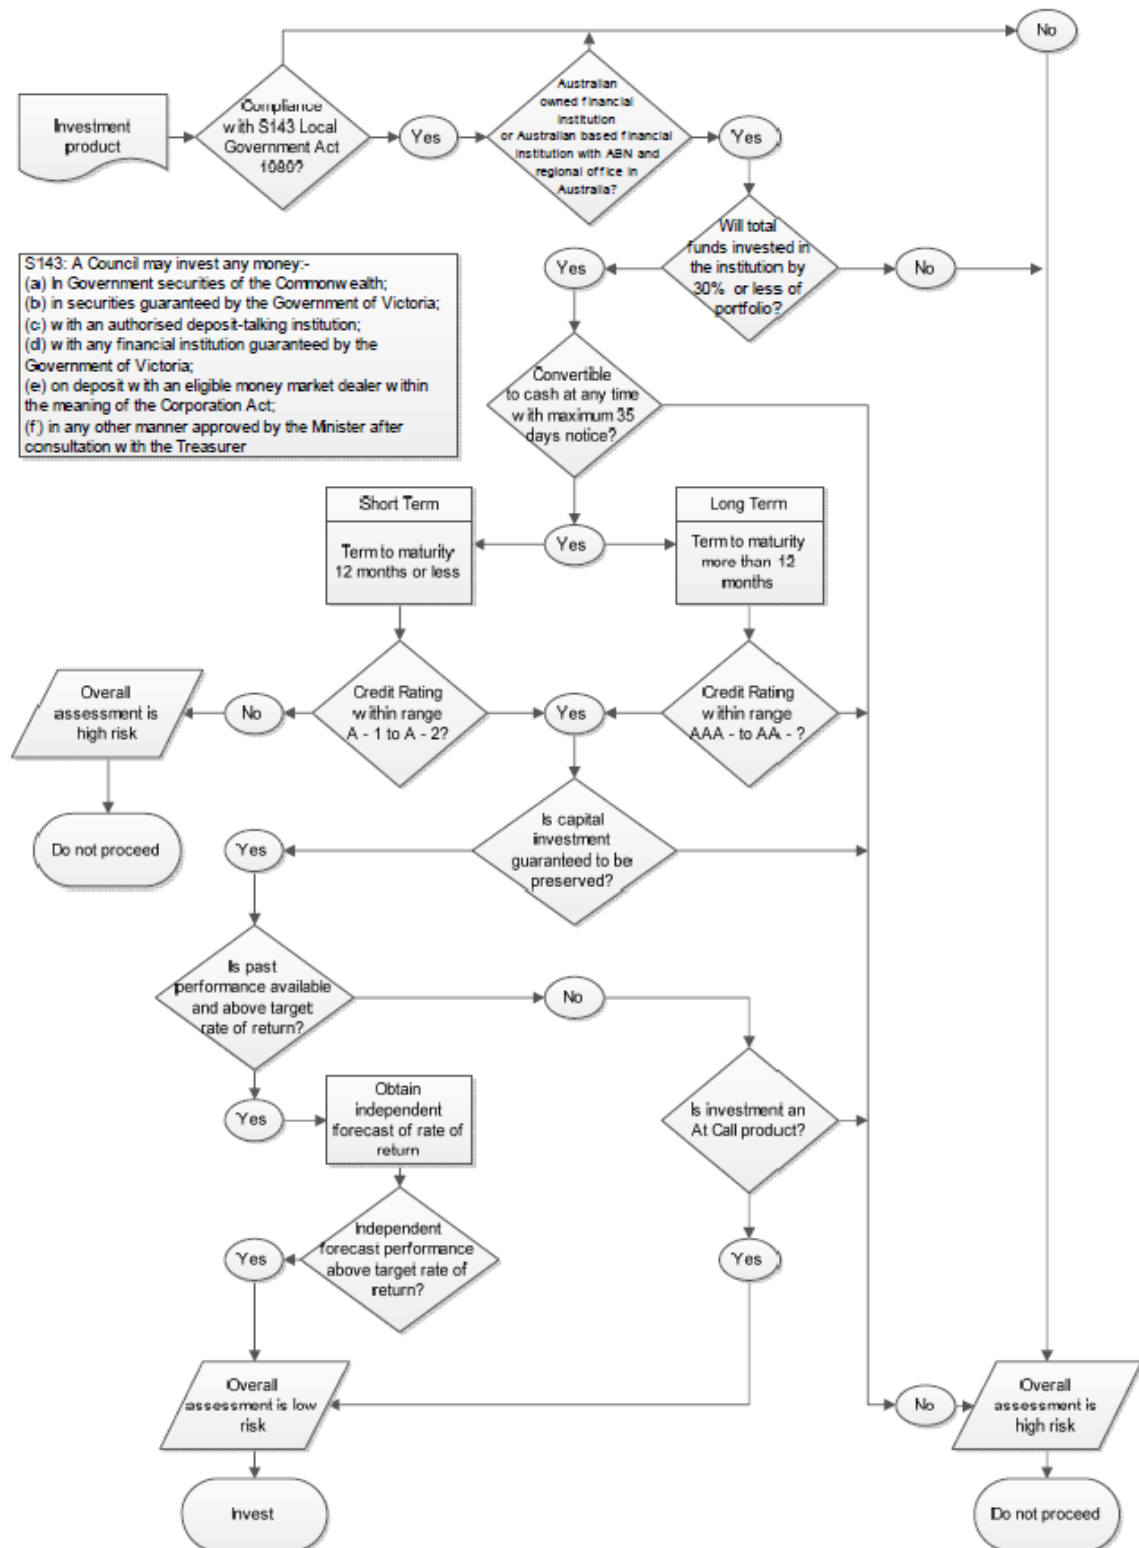 No
Investment
product
Compliance
with S143 Local
Government Act
1989?
Yes
Australian
owned financial
institution
or Australian based financial
institution with ABN and
regional office in
Australia?
Yes
Will total
funds invested in
the institution by
30% or less of
portfolio?
Yes
No
S143: A Council may invest any money:-
(a) In Government securities of the Commonwealth;
(b) in securities guaranteed by the Government of Victoria;
(c) with an authorised deposit-talking institution;
(d) with any financial institution guaranteed by the
Government of Victoria;
(e) on deposit with an eligible money market dealer within
the meaning of the Corporation Act;
(f) in any other manner approved by the Minister after
consultation with the Treasurer
Convertible
to cash at any time
with maximum 35
days notice?
Short Term
Term to maturity
12 months or less
Yes
Long Term
Term to maturity
more than 12
months
Overall
assessment is
high risk
No
Credit Rating
within range
A - 1 to A - 2?
Yes
Credit Rating
within range
AAA - to AA - ?
Do not proceed
Yes
Is capital
investment
guaranteed to be
preserved?
Is past
performance available
and above target
rate of return?
No
Yes
Obtain
independent
forecast of rate of
return
Is investment an
At Call product?
Yes
Independent
forecast performance
above target rate of
return?
Yes
Overall
assessment is low
risk
No
Overall
assessment is
high risk
Invest
Do not proceed